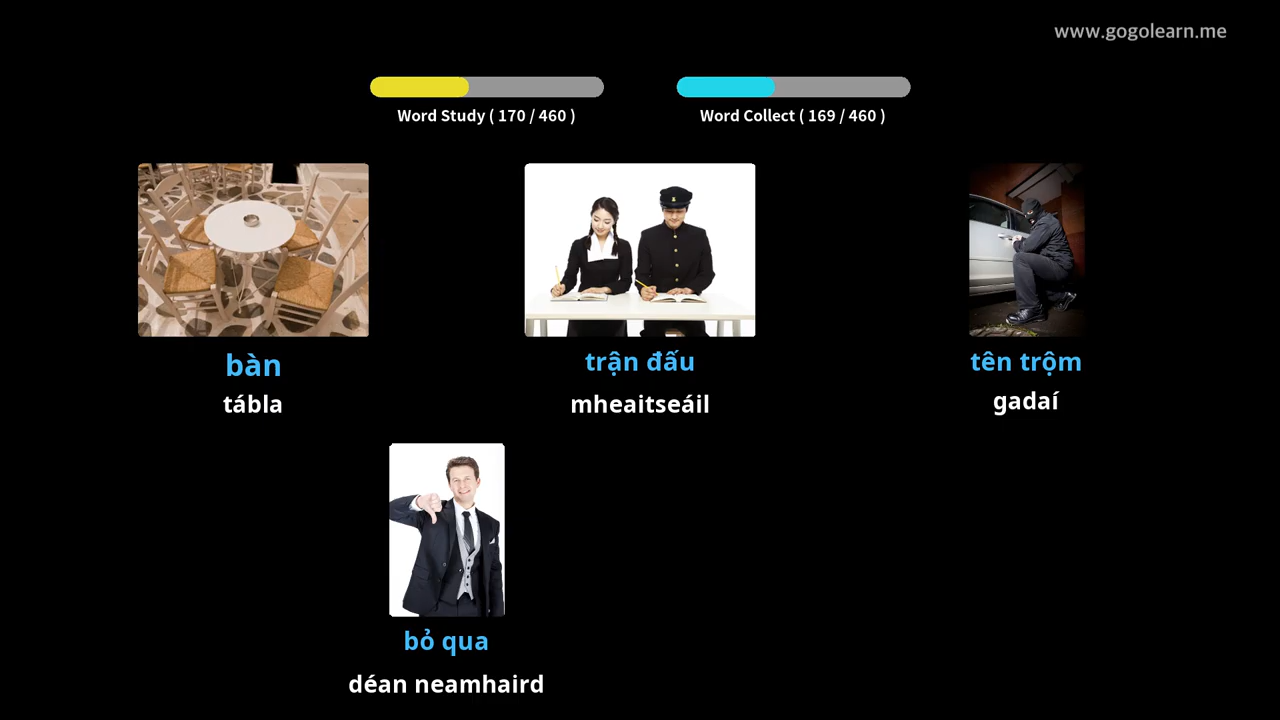 www.gogolearn.me
Word Study ( 170 / 460 )
Word Collect ( 169 / 460 )
bàn
tábla
trận đấu
mheaitseáil
tên trộm
gadaí
bỏ qua
déan neamhaird